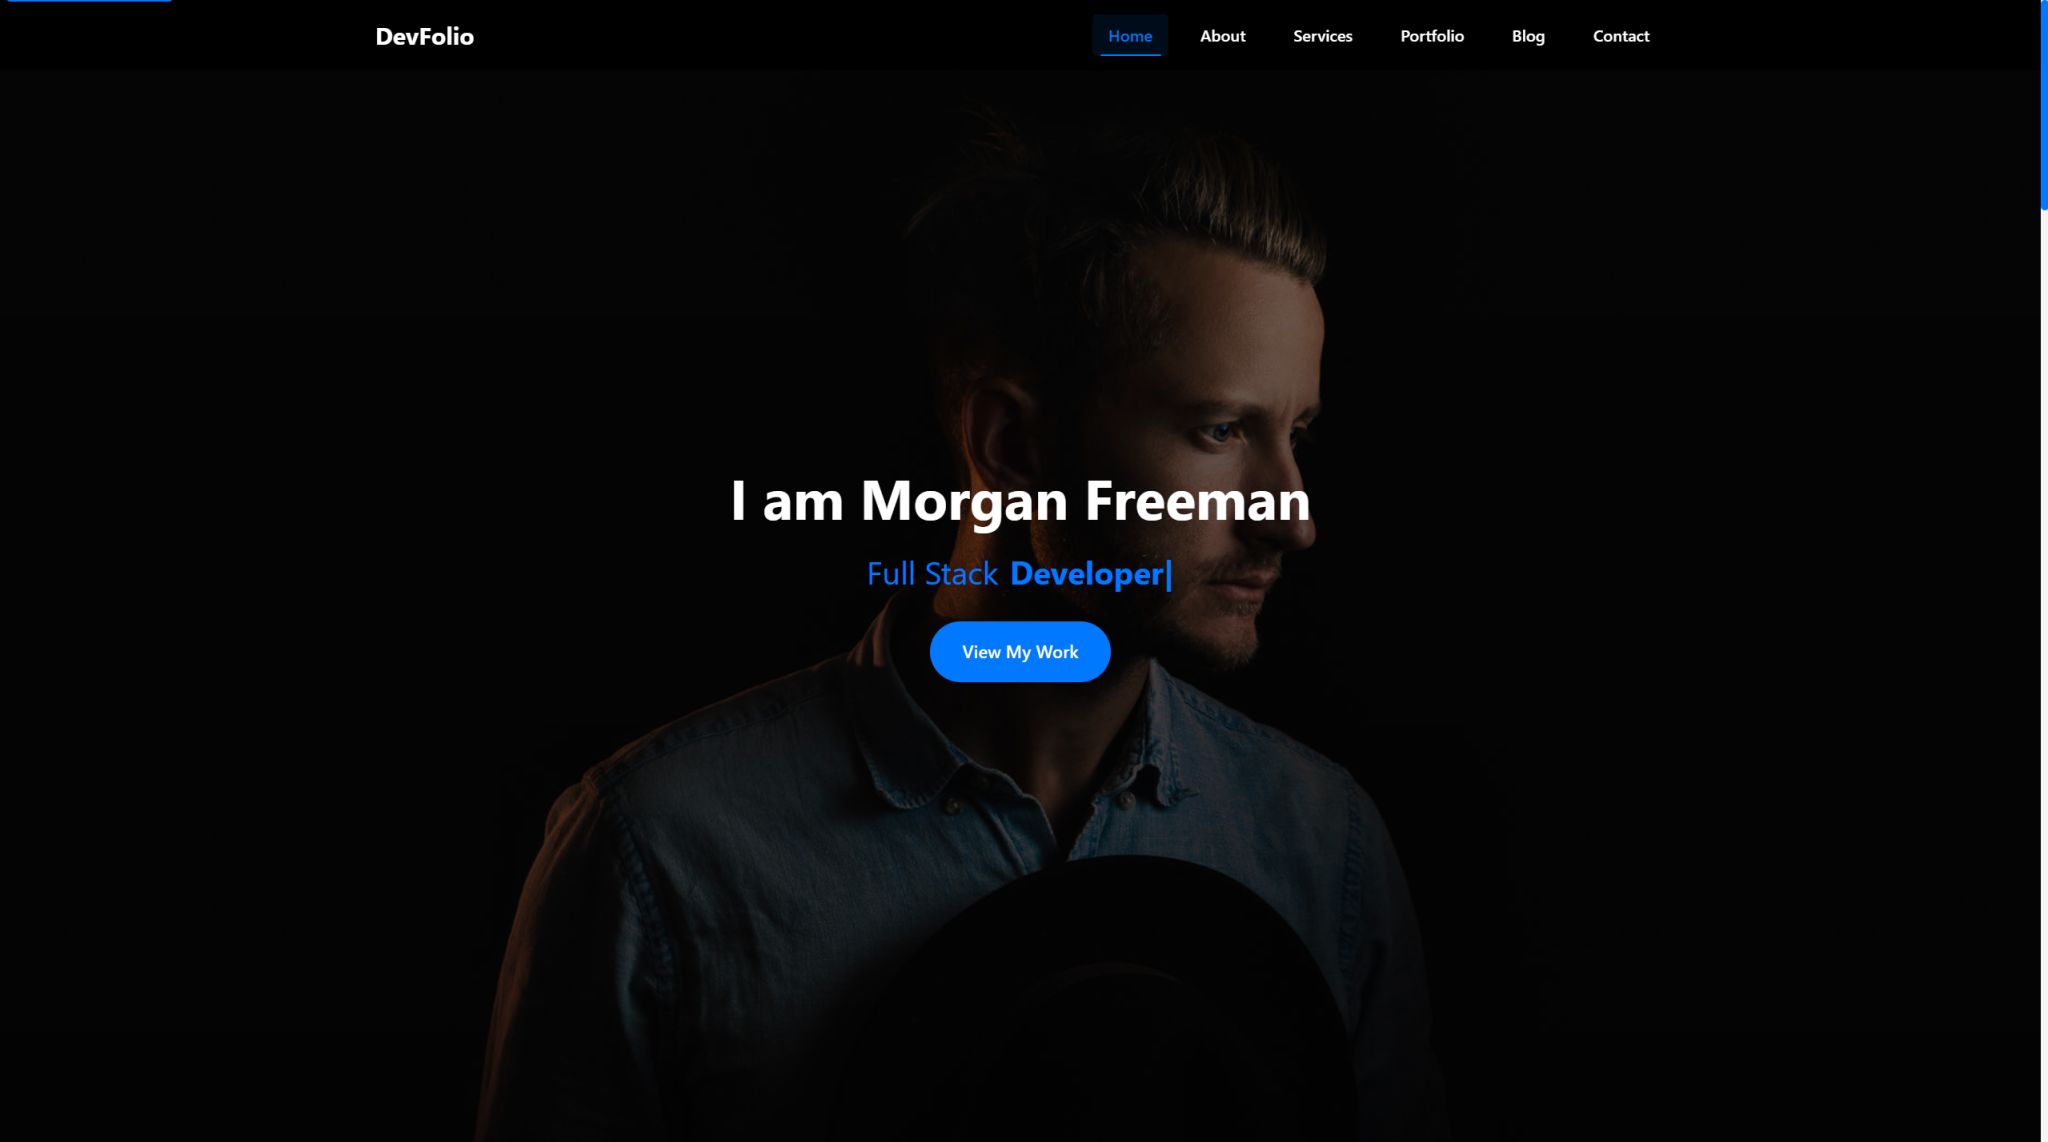 DevFolio
Home About Services Portfolio Blog Contact
I am Morgan Freeman
Full Stack Developer|
View My Work